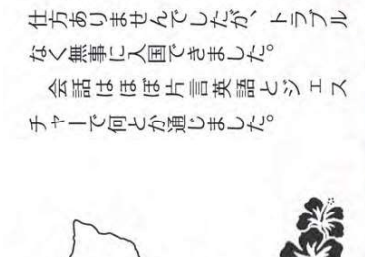 仕方ありませんでしたが、トラブル
なく無事に入国できました。
会話はほぼ片言英語とジェス
チャーで何とか通じました。